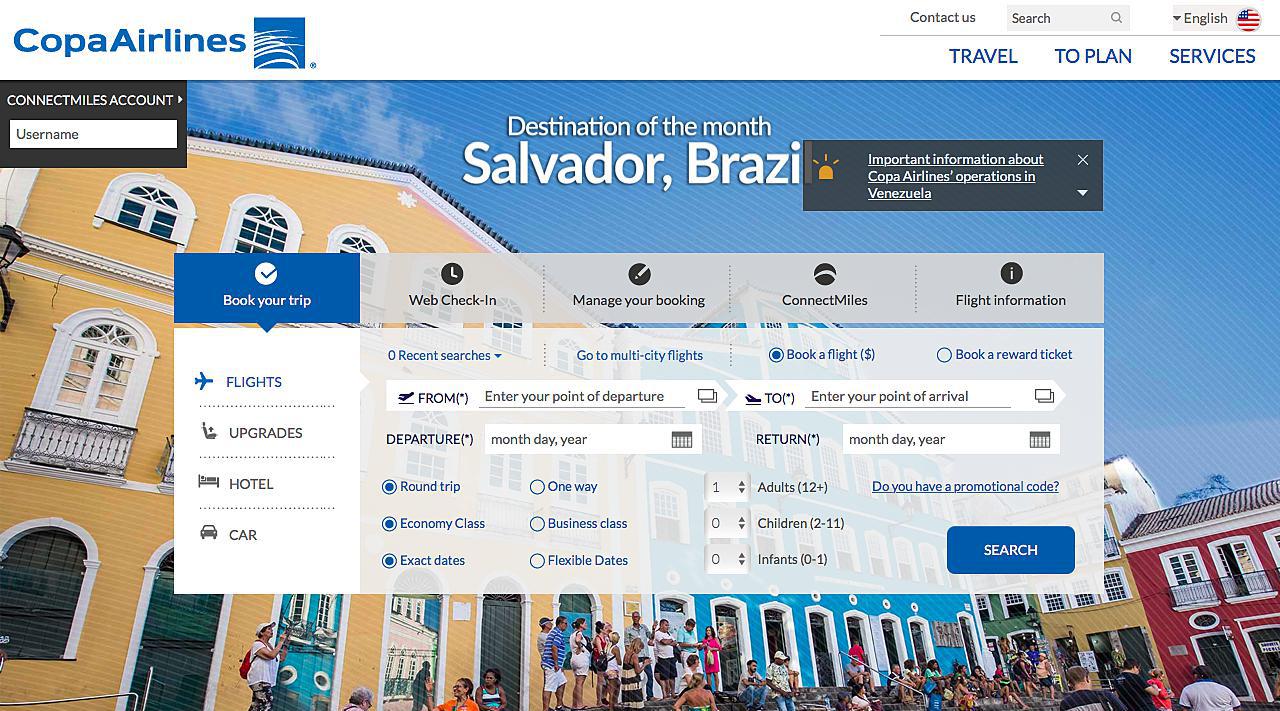 CopaAirlines
®
Contact us
Search
English
TRAVEL
TO PLAN
SERVICES
CONNECTMILES ACCOUNT
Username
Destination of the month
Salvador, Brazi
Important information about
Copa Airlines' operations in
Venezuela
Book your trip
Web Check-In
Manage your booking
ConnectMiles
Flight information
FLIGHTS
UPGRADES
HOTEL
CAR
0 Recent searches
Go to multi-city flights
Book a flight ($)
Book a reward ticket
FROM(*)
Enter your point of departure
TO(*)
Enter your point of arrival
DEPARTURE(*)
month day, year
RETURN(*)
month day, year
Round trip
One way
1
Adults (12+)
Do you have a promotional code?
Economy Class
Business class
0
Children (2-11)
Exact dates
Flexible Dates
0
Infants (0-1)
SEARCH